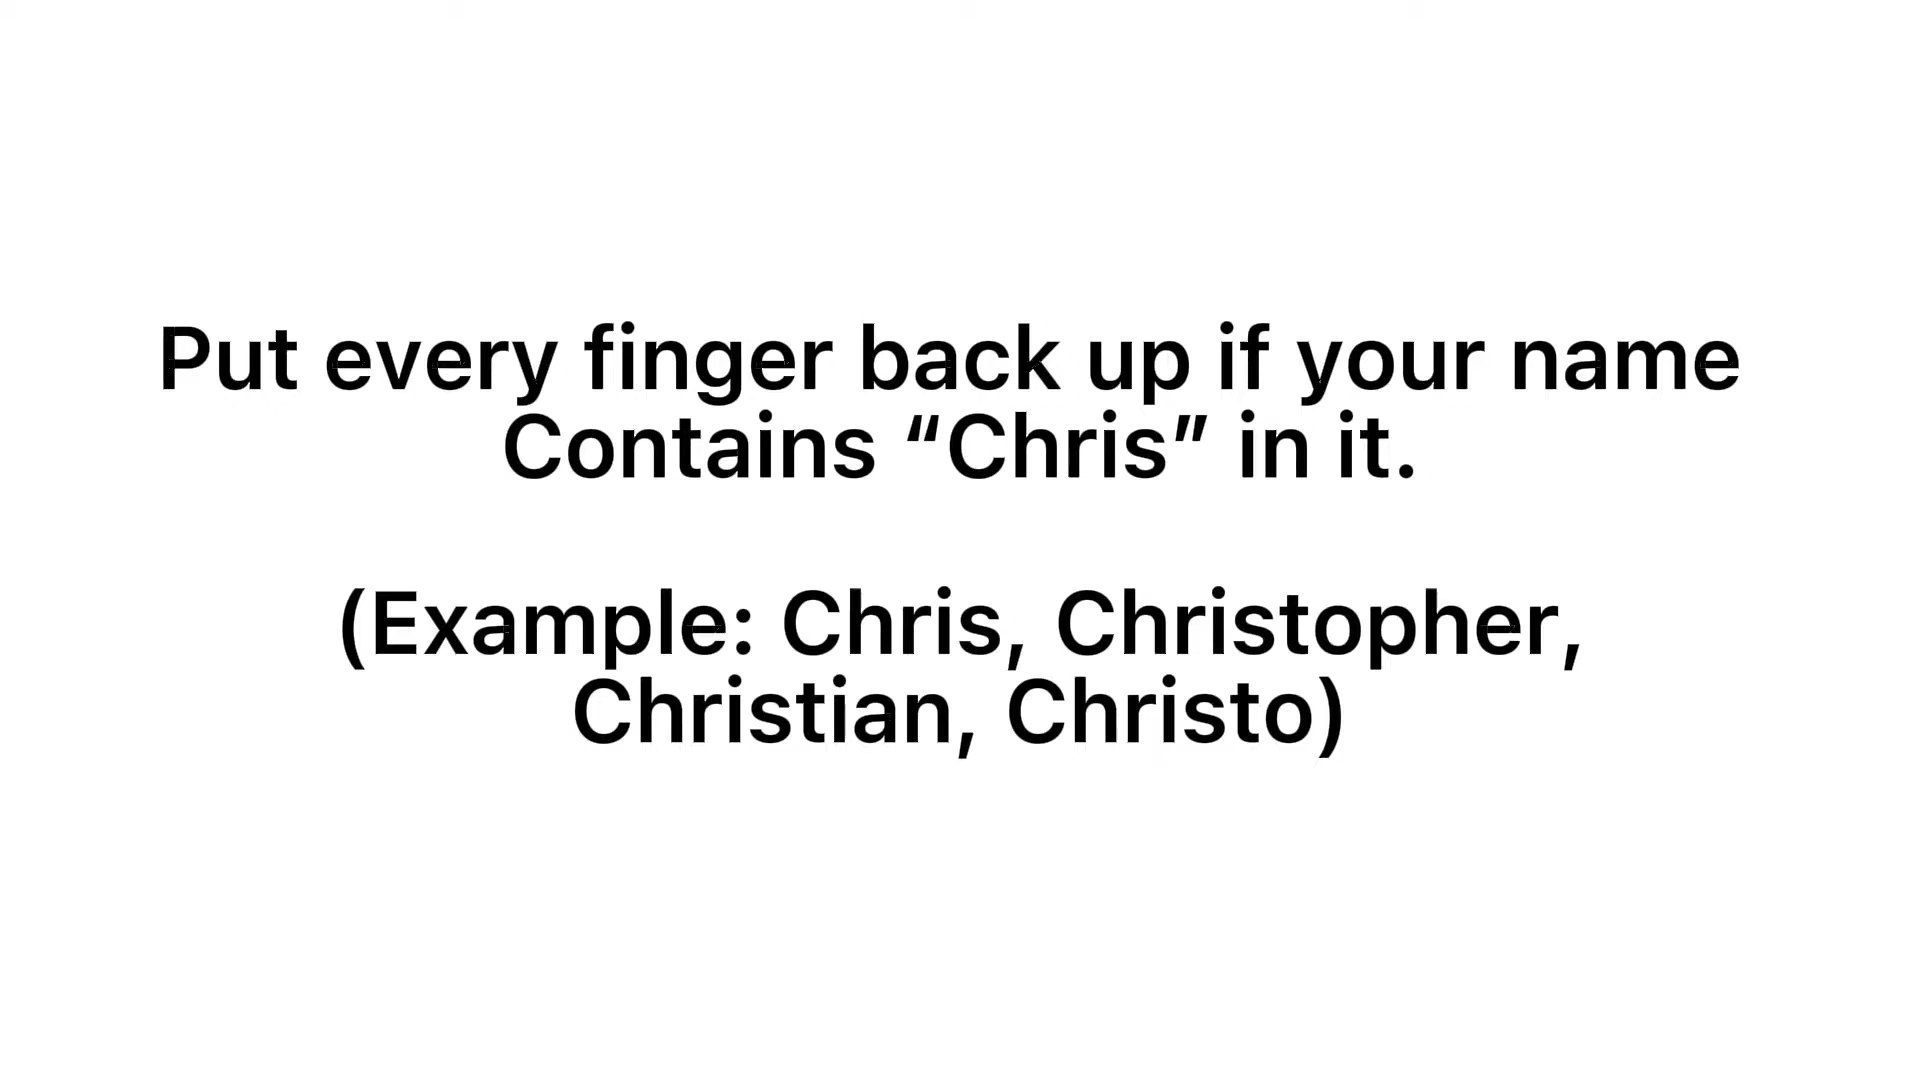 Put every finger back up if your name
Contains “Chris” in it.
(Example: Chris, Christopher,
Christian, Christo)